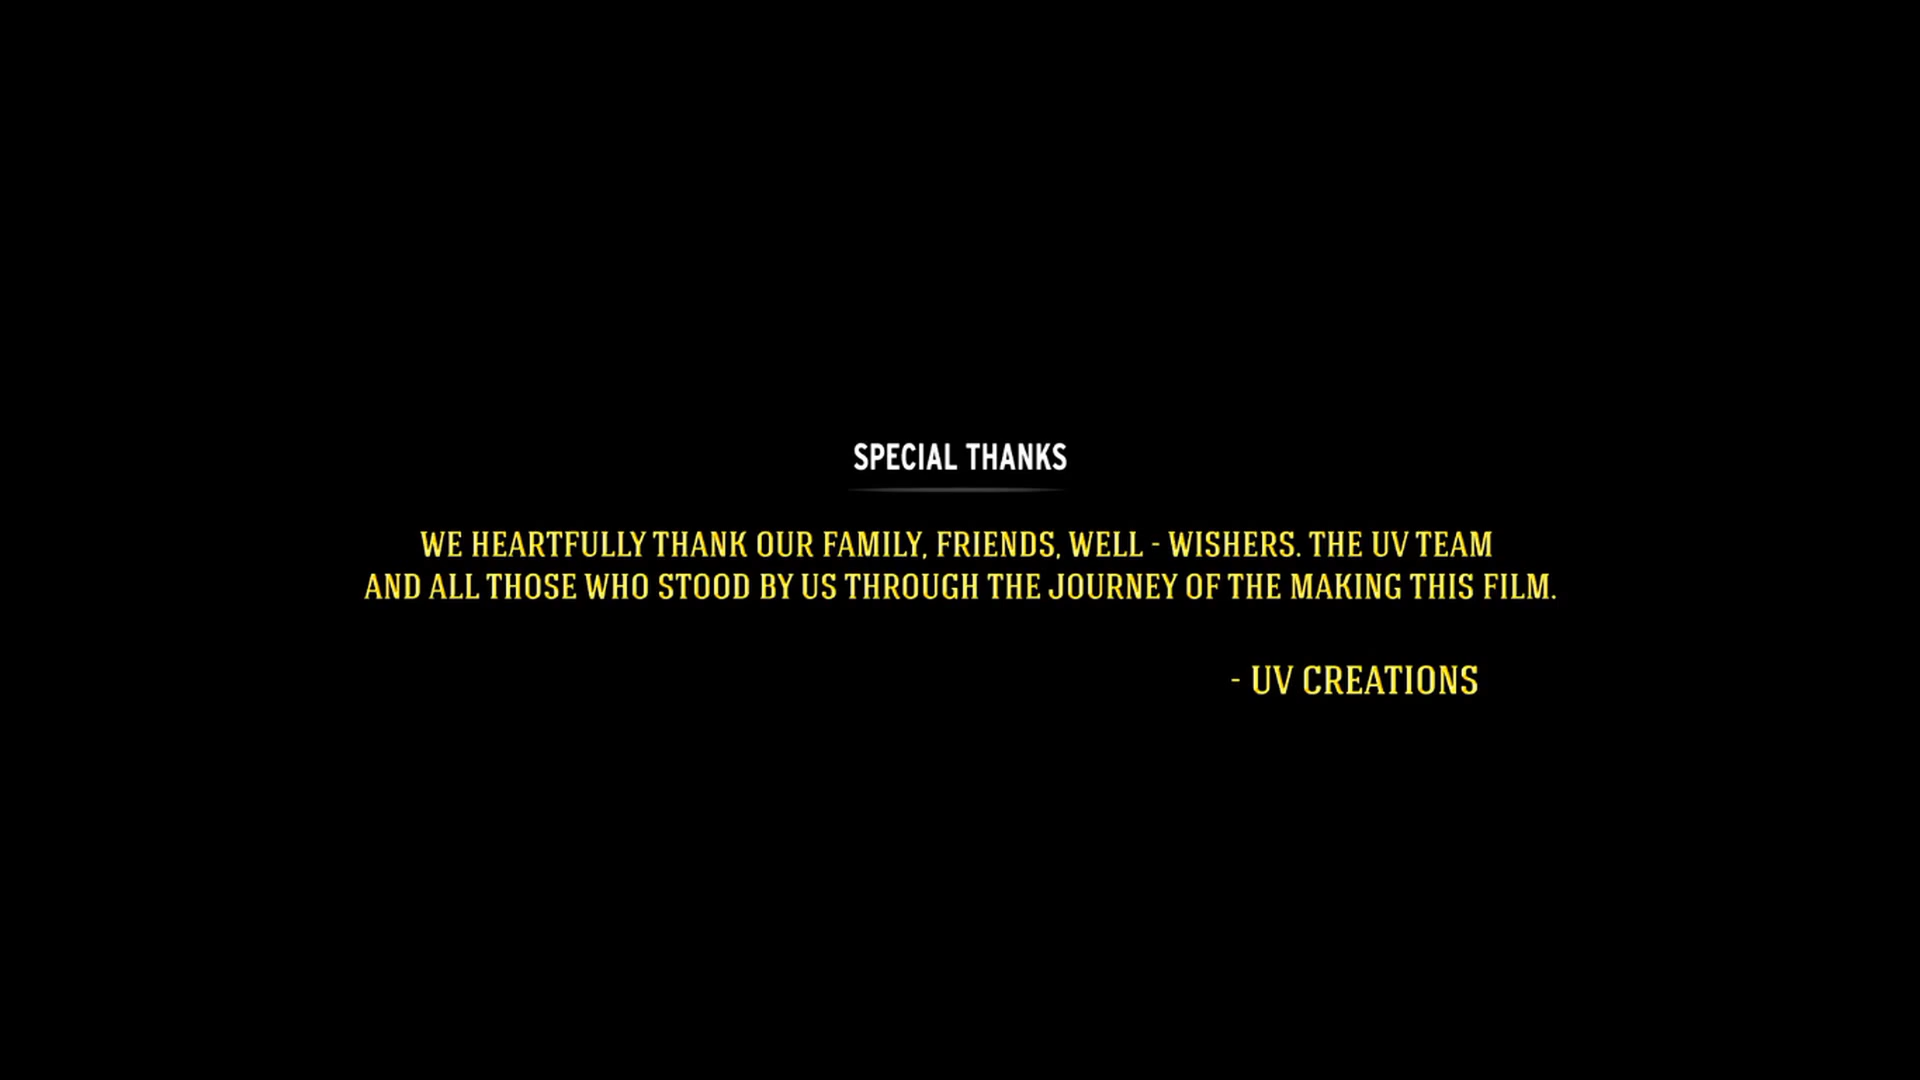 SPECIAL THANKS
WE HEARTFULLY THANK OUR FAMILY, FRIENDS, WELL - WISHERS. THE UV TEAM
AND ALL THOSE WHO STOOD BY US THROUGH THE JOURNEY OF THE MAKING THIS FILM.
- UV CREATIONS